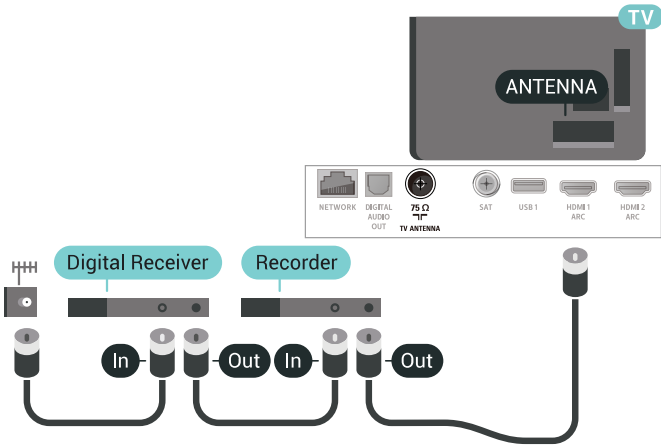 TV
ANTENNA
NETWORK
DIGITAL
AUDIO
OUT
75 Ω
TV ANTENNA
SAT
USB 1
HDMI 1
ARC
HDMI 2
ARC
Digital Receiver
Recorder
In
Out
In
Out